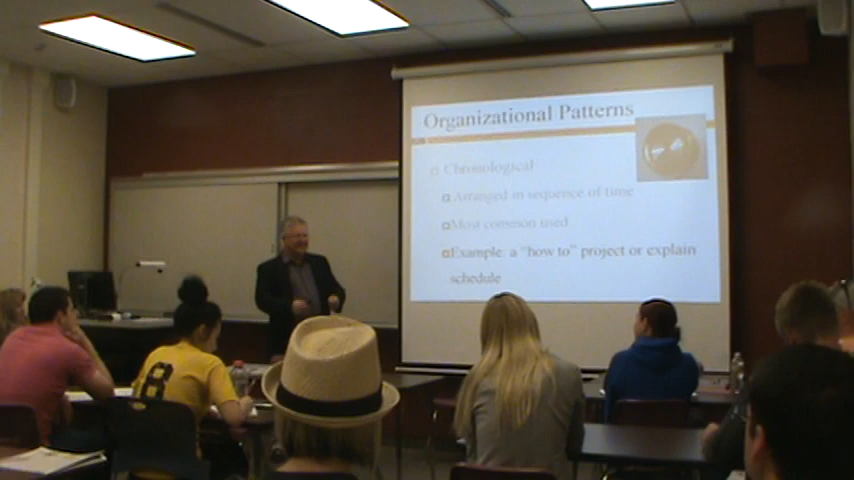 Organizational Patterns
Chronological
Arranged in sequence of time
Most common used
Example: a "how to" project or explain
schedule
8